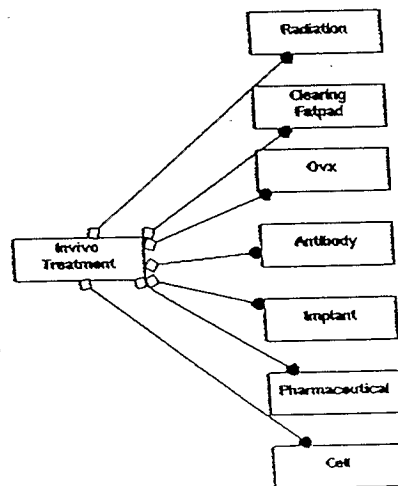 Radiation
Clearing
Fatpad
Ovx
Invivo
Treatment
Antibody
Implant
Pharmaceutical
Cell